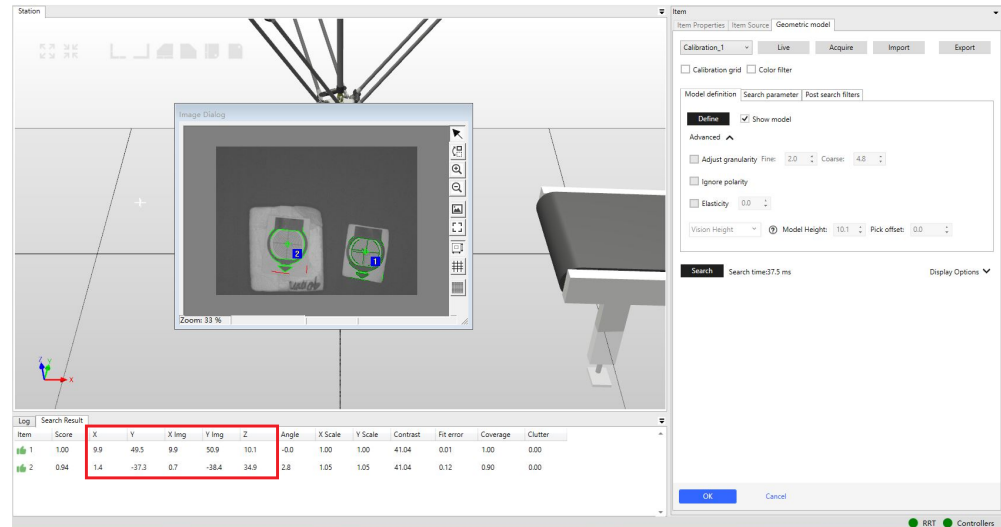 Station
Item
Item Properties Item Source Geometric model
Calibration_1 Live Acquire Import Export
Calibration grid Color filter
Model definition Search parameter Post search filters
Define Show model
Advanced
Adjust granularity Fine: 2.0 Coarse: 4.8
Ignore polarity
Elasticity 0.0
Vision Height ? Model Height: 10.1 Pick offset: 0.0
Search Search time:37.5 ms Display Options
OK Cancel
Image Dialog
2
1
Zoom: 33 %
Z
Y
X
Log Search Result
Item Score X Y X Img Y Img Z Angle X Scale Y Scale Contrast Fit error Coverage Clutter
1 1.00 9.9 49.5 9.9 50.9 10.1 -0.0 1.00 1.00 41.04 0.01 1.00 0.00
2 0.94 1.4 -37.3 0.7 -38.4 34.9 2.8 1.05 1.05 41.04 0.12 0.90 0.00
RRT Controllers